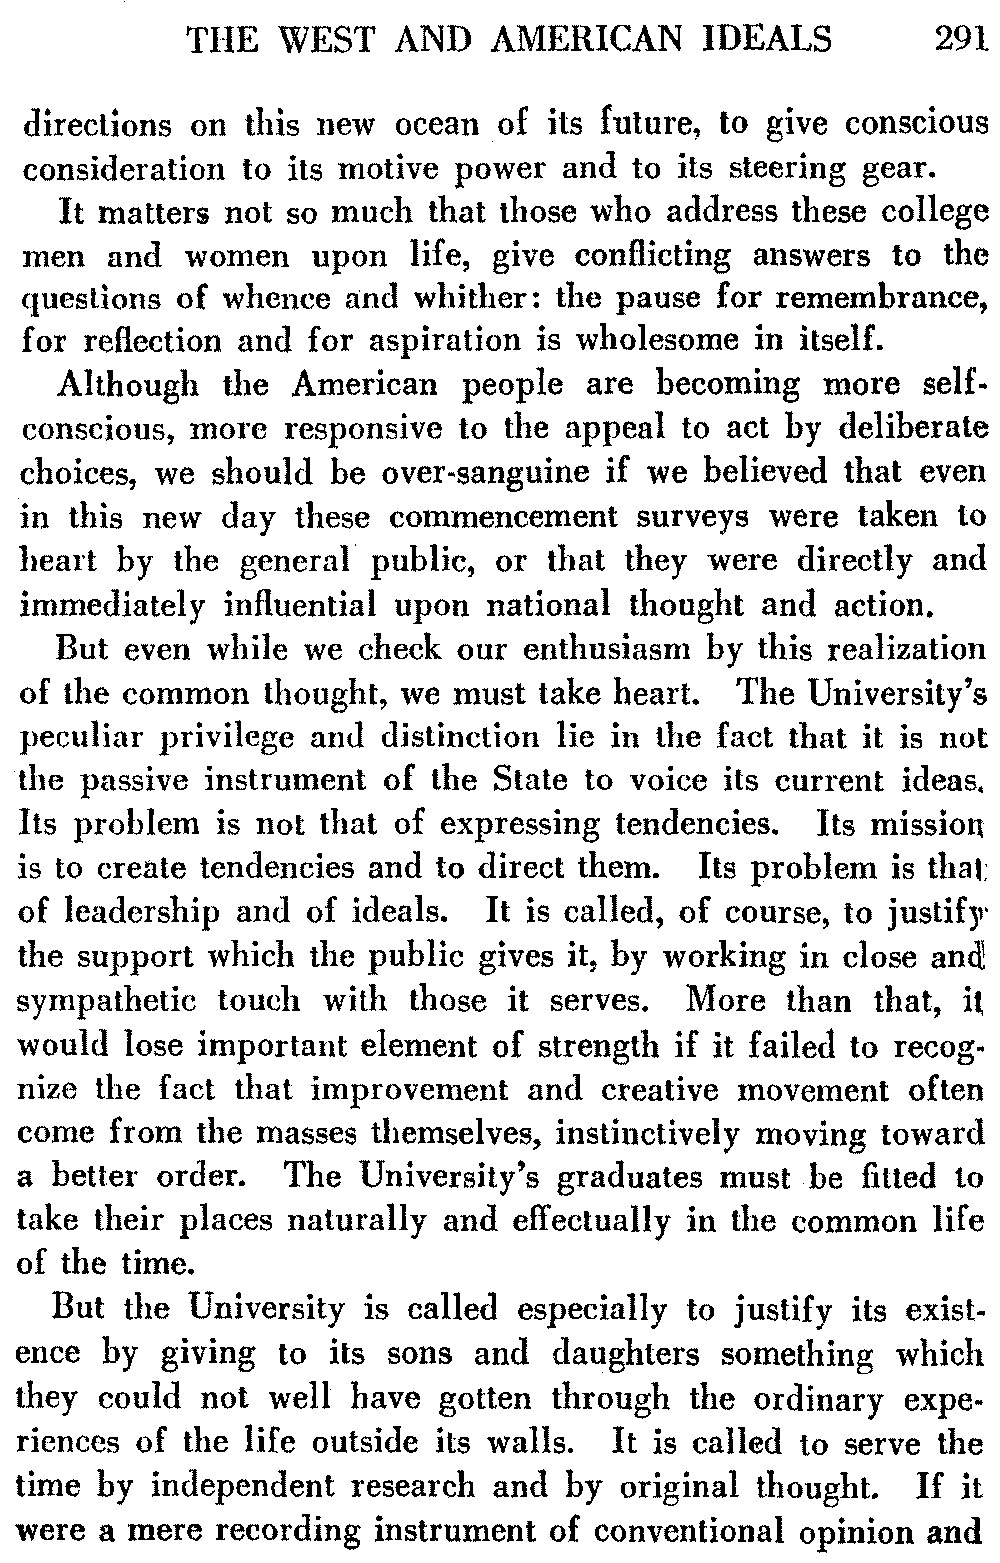 THE WEST AND AMERICAN IDEALS 291
directions on this new ocean of its future, to give conscious
consideration to its motive power and to its steering gear.
It matters not so much that those who address these college
men and women upon life, give conflicting answers to the
questions of whence and whither: the pause for remembrance,
for reflection and for aspiration is wholesome in itself.
Although the American people are becoming more self-
conscious, more responsive to the appeal to act by deliberate
choices, we should be over-sanguine if we believed that even
in this new day these commencement surveys were taken to
heart by the general public, or that they were directly and
immediately influential upon national thought and action.
But even while we check our enthusiasm by this realization
of the common thought, we must take heart. The University's
peculiar privilege and distinction lie in the fact that it is not
the passive instrument of the State to voice its current ideas.
Its problem is not that of expressing tendencies. Its mission
is to create tendencies and to direct them. Its problem is that
of leadership and of ideals. It is called, of course, to justify
the support which the public gives it, by working in close and
sympathetic touch with those it serves. More than that, it
would lose important element of strength if it failed to recog-
nize the fact that improvement and creative movement often
come from the masses themselves, instinctively moving toward
a better order. The University's graduates must be fitted to
take their places naturally and effectually in the common life
of the time.
But the University is called especially to justify its exist-
ence by giving to its sons and daughters something which
they could not well have gotten through the ordinary expe-
riences of the life outside its walls. It is called to serve the
time by independent research and by original thought. If it
were a mere recording instrument of conventional opinion and